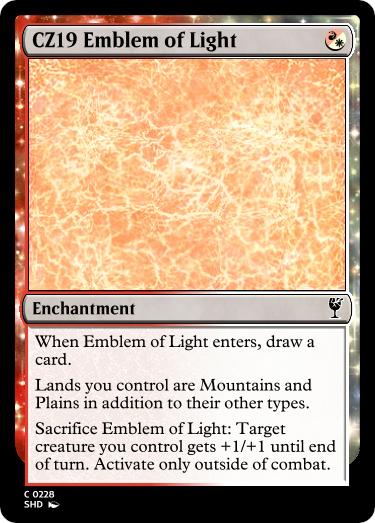 CZ19 Emblem of Light
Enchantment
When Emblem of Light enters, draw a
card.
Lands you control are Mountains and
Plains in addition to their other types.
Sacrifice Emblem of Light: Target
creature you control gets +1/+1 until end
of turn. Activate only outside of combat.
C 0228
SHD